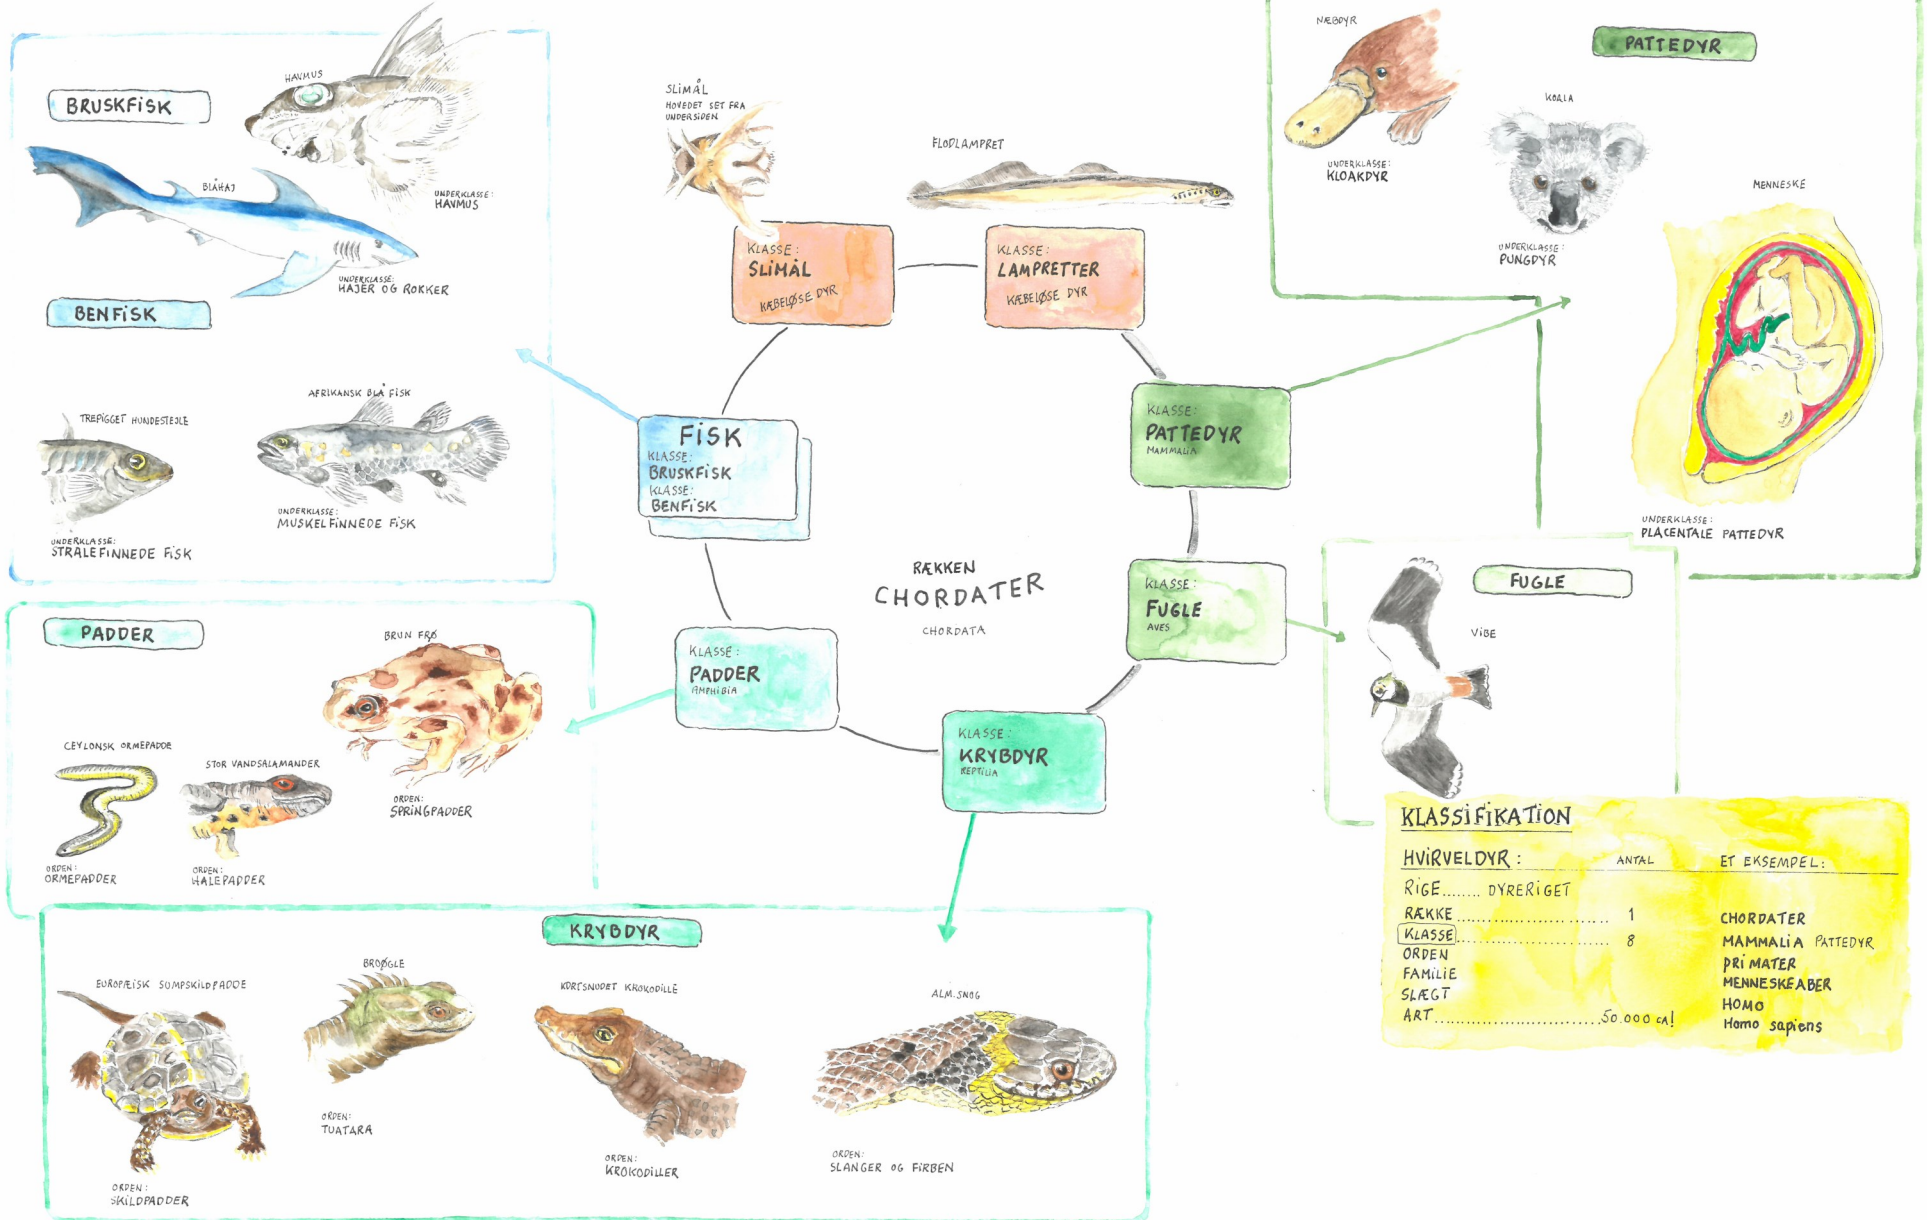 BRUSKFISK
HAVMUS
UNDERKLASSE:
HAVMUS
BLÅHAJ
UNDERKLASSE:
HAJER OG ROKKER
BENFISK
TREPIGGET HUNDESTEJLE
UNDERKLASSE:
STRALEFINNEDE FISK
AFRIKANSK BLÅ FISK
UNDERKLASSE:
MUSKELFINNEDE FISK
SLIMÅL
HOVEDET SET FRA
UNDERSIDEN
FLODLAMPRET
KLASSE:
SLIMÅL
KÆBELØSE DYR
KLASSE:
LAMPRETTER
KÆBELØSE DYR
FISK
KLASSE:
BRUSKFISK
KLASSE:
BENFISK
KLASSE:
PATTEDYR
MAMMALIA
RÆKKEN
CHORDATER
CHORDATA
KLASSE:
FUGLE
AVES
KLASSE:
PADDER
AMPHIBIA
KLASSE:
KRYBDYR
REPTILIA
PATTEDYR
NÆBDYR
UNDERKLASSE:
KLOAKDYR
KOALA
UNDERKLASSE:
PUNGDYR
MENNESKE
UNDERKLASSE:
PLACENTALE PATTEDYR
FUGLE
VIBE
PADDER
BRUN FRØ
ORDEN:
SPRINGPADDER
CEYLONSK ORMEPADDE
ORDEN:
ORMEPADDER
STOR VANDSALAMANDER
ORDEN:
HALEPADDER
KRYBDYR
EUROPÆISK SUMPSKILDPADDE
ORDEN:
SKILDPADDER
BROØGLE
ORDEN:
TUATARA
KORTSNUDET KROKODILLE
ORDEN:
KROKODILLER
ALM. SNOG
ORDEN:
SLANGER OG FIRBEN
KLASSIFIKATION
HVIRVELDYR: ANTAL ET EKSEMPEL:
RIGE....... DYRERIGET
RÆKKE............................ 1 CHORDATER
KLASSE............................ 8 MAMMALIA PATTEDYR
ORDEN PRIMATER
FAMILIE MENNESKEABER
SLÆGT HOMO
ART...............................50.000 CA! Homo sapiens